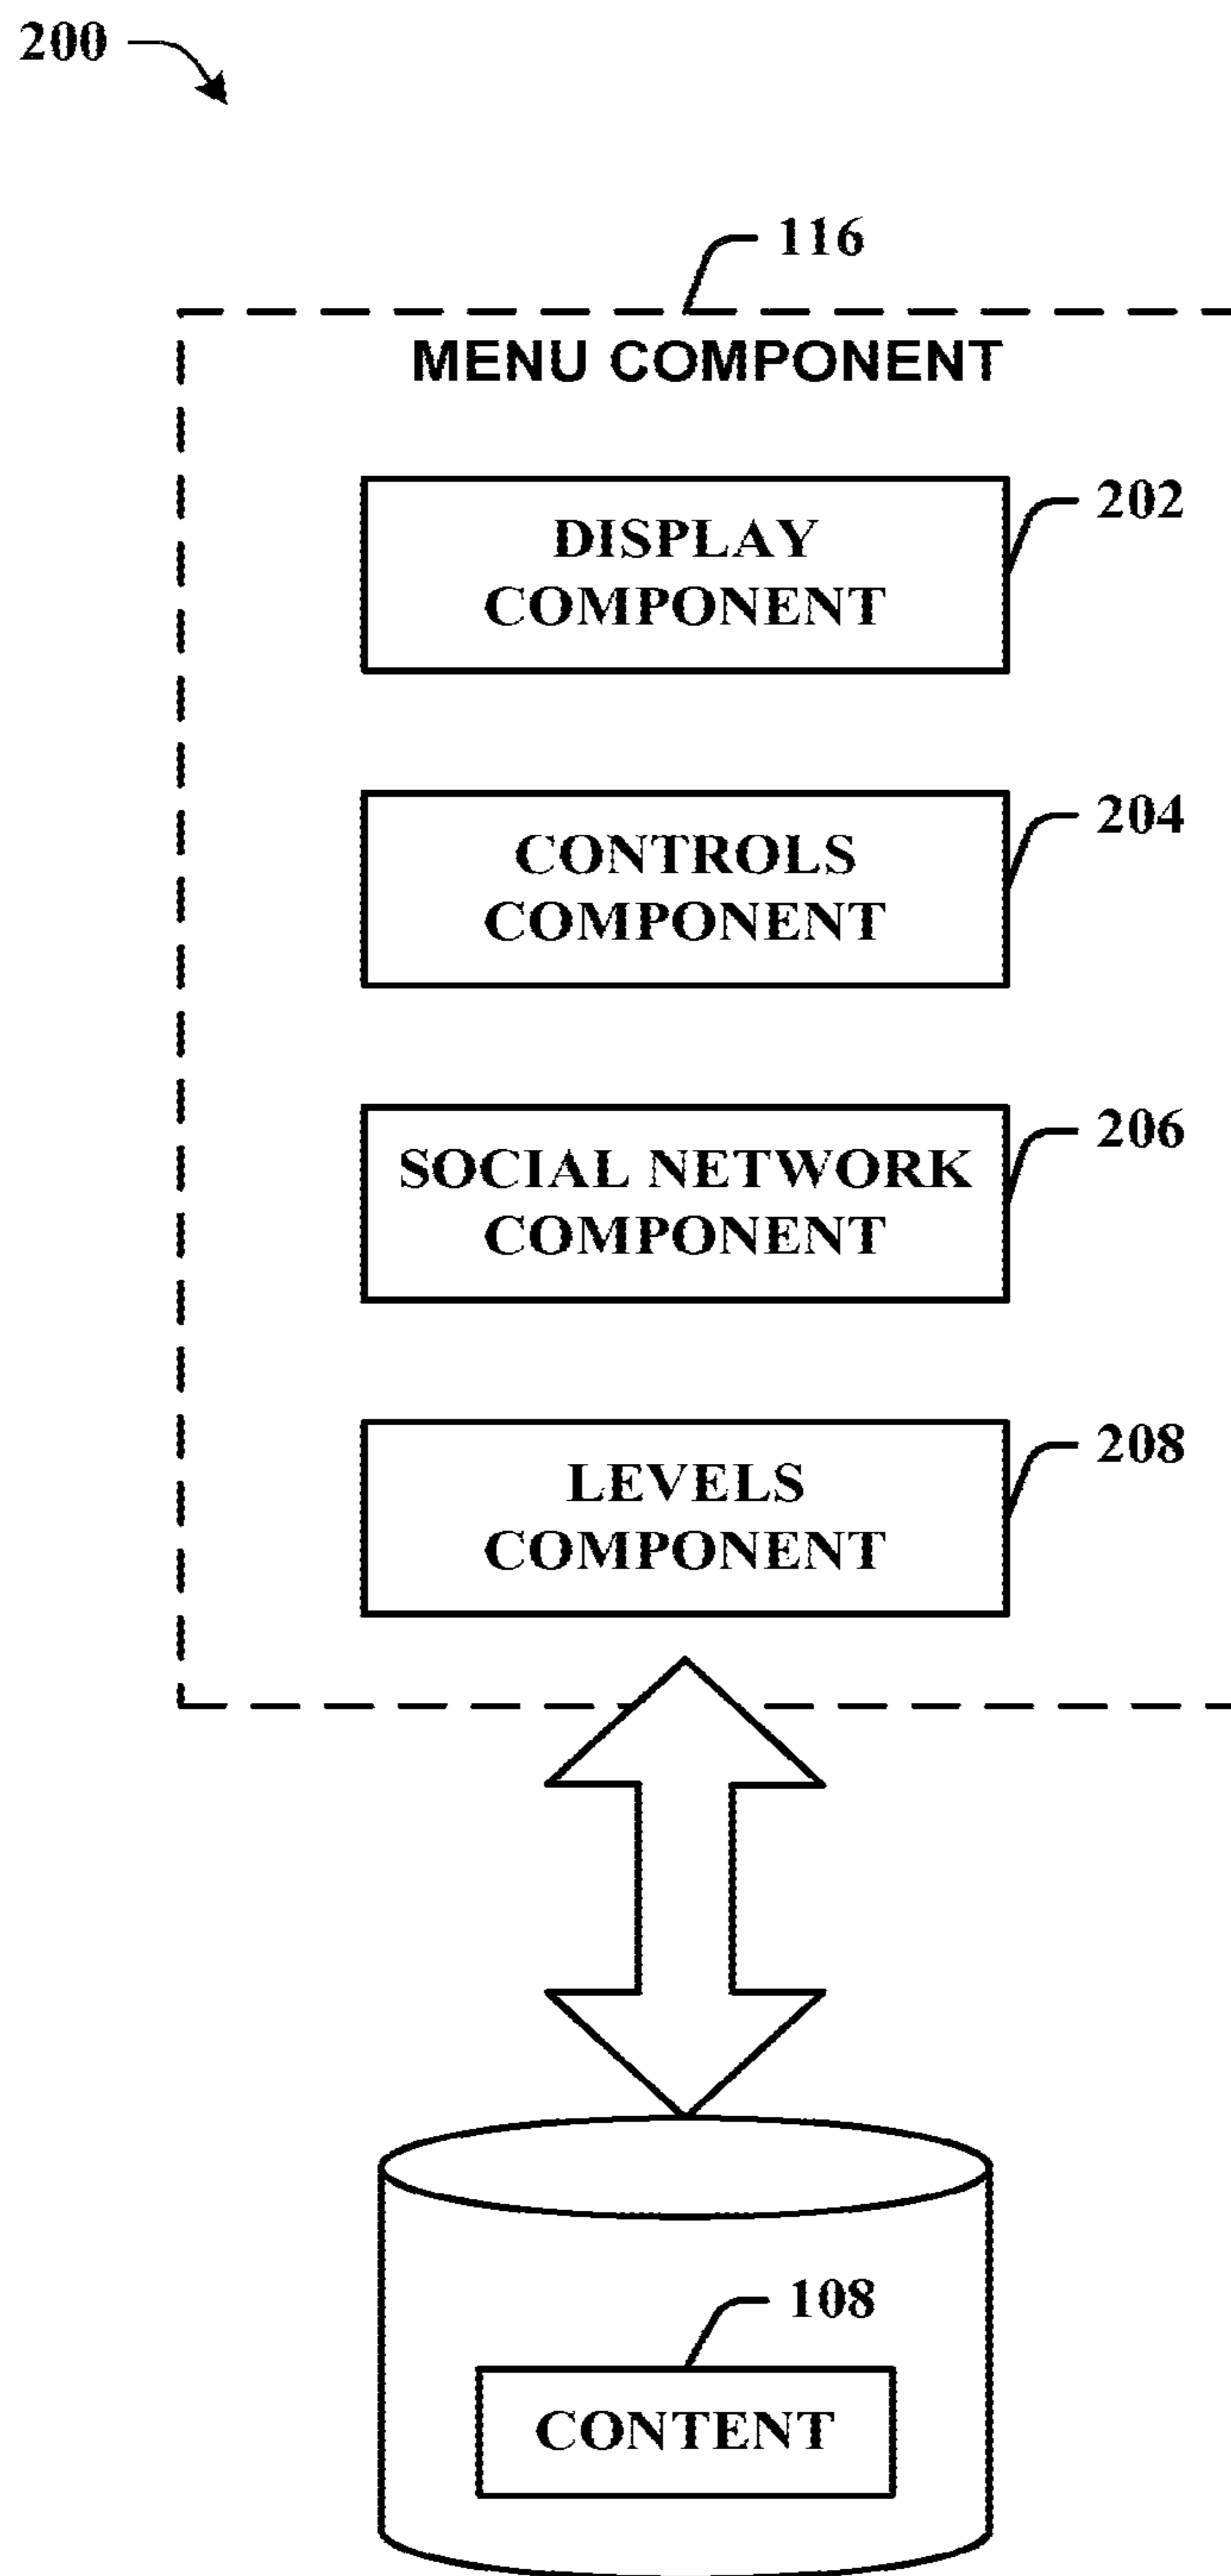 200
116
MENU COMPONENT
202
DISPLAY
COMPONENT
204
CONTROLS
COMPONENT
206
SOCIAL NETWORK
COMPONENT
208
LEVELS
COMPONENT
108
CONTENT